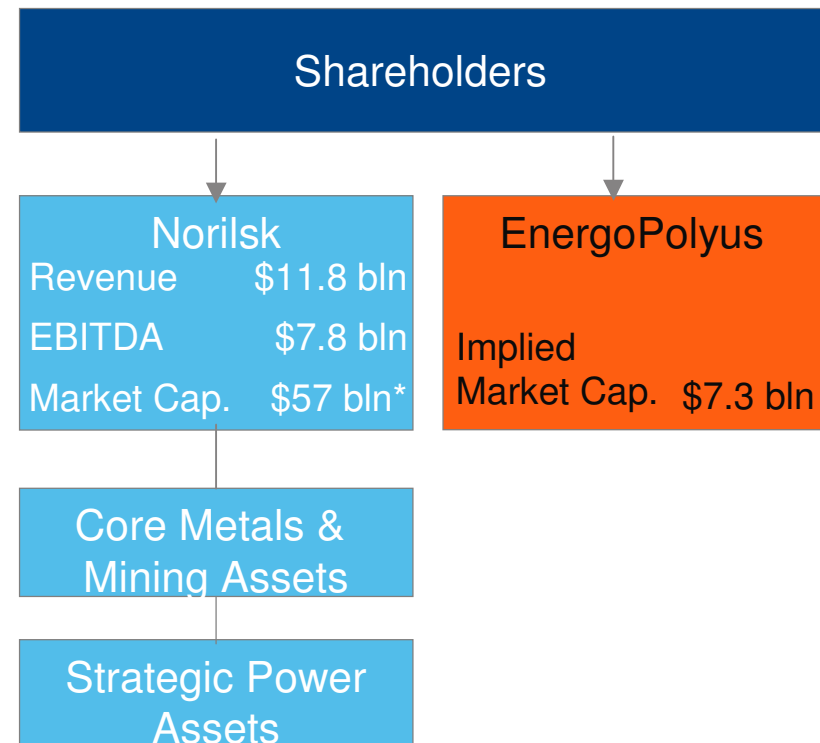 Shareholders
Norilsk
Revenue $11.8 bln
EBITDA $7.8 bln
Market Cap. $57 bln*
EnergoPolyus
Implied
Market Cap. $7.3 bln
Core Metals &
Mining Assets
Strategic Power
Assets